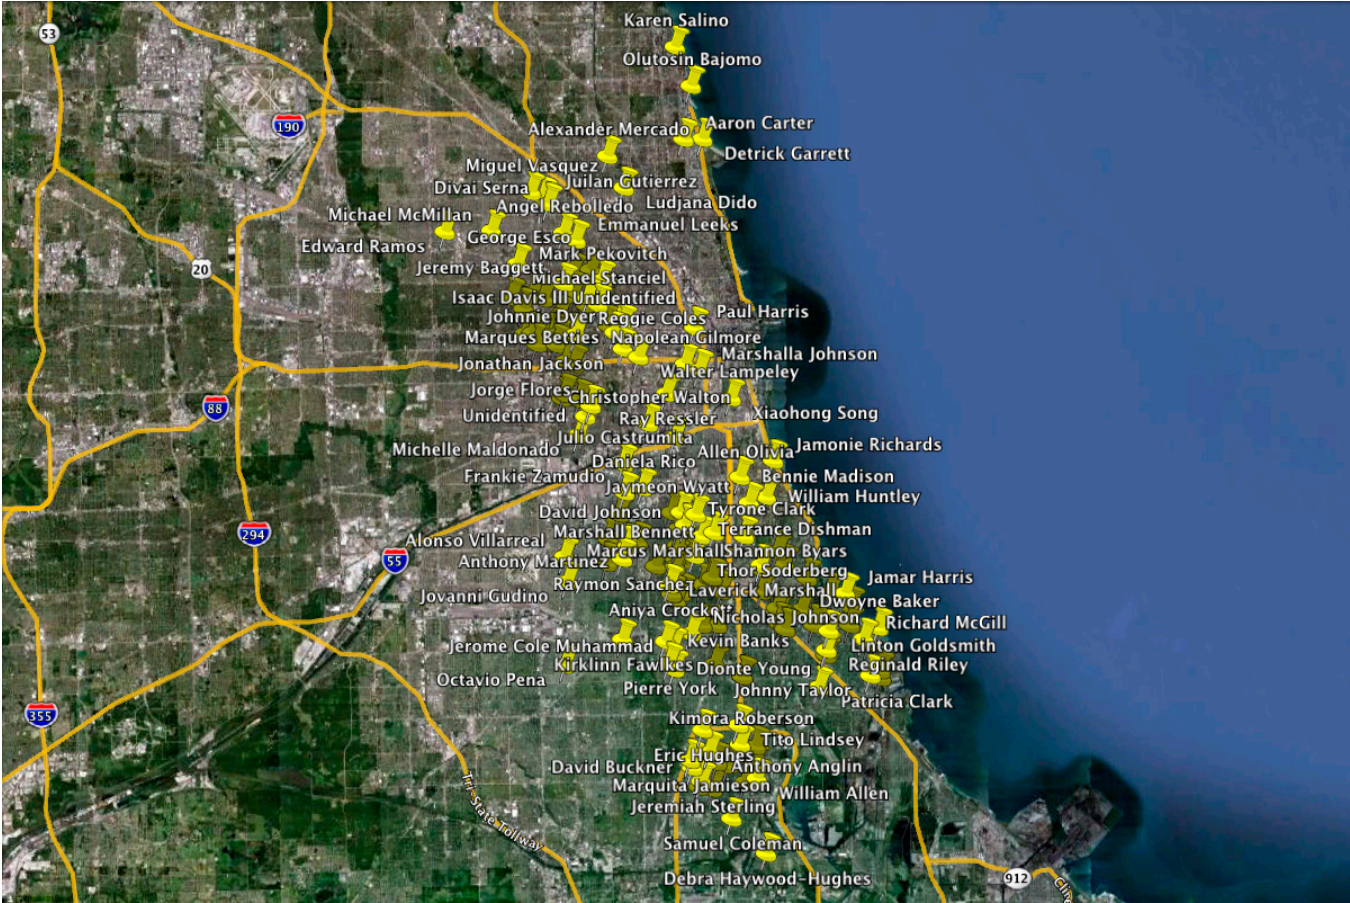 Karen Salino
53
Olutosin Bajomo
190
Alexander Mercado
Aaron Carter
Detrick Garrett
Miguel Vasquez
Juilan Gutierrez
Divai Serna
Angel Rebolledo
Ludjana Dido
Michael McMillan
Emmanuel Leeks
George Esco
Edward Ramos
Mark Pekovitch
20
Jeremy Baggett
Michael Stanciel
Isaac Davis III
Unidentified
Paul Harris
Johnnie Dyer
Reggie Coles
Marques Betties
Napolean Gilmore
Marshalla Johnson
Jonathan Jackson
Walter Lampeley
Jorge Flores
Christopher Walton
88
Unidentified
Ray Ressler
Xiaohong Song
Julio Castrumita
Jamonie Richards
Michelle Maldonado
Allen Olivia
Daniela Rico
Frankie Zamudio
Bennie Madison
Jaymeon Wyatt
William Huntley
David Johnson
Tyrone Clark
294
Marshall Bennett
Terrance Dishman
Alonso Villarreal
Marcus Marshall
Shannon Byars
55
Anthony Martinez
Thor Soderberg
Jamar Harris
Raymon Sanchez
Laverick Marshall
Jovanni Gudino
Dwoyne Baker
Aniya Crockett
Nicholas Johnson
Richard McGill
Kevin Banks
Jerome Cole Muhammad
Linton Goldsmith
Kirklinn Fawlkes
Dionte Young
Reginald Riley
Octavio Pena
Pierre York
Johnny Taylor
Patricia Clark
355
Kimora Roberson
Tito Lindsey
Eric Hughes
David Buckner
Anthony Anglin
Marquita Jamieson
William Allen
Tri-State Tollway
Jeremiah Sterling
Samuel Coleman
Debra Haywood-Hughes
912